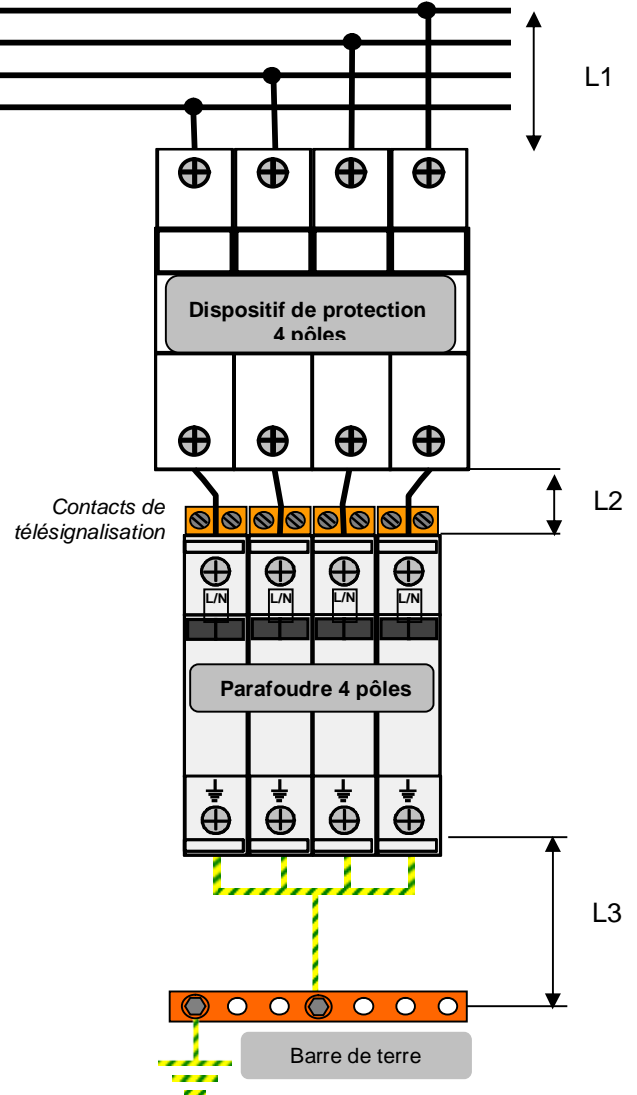 L1
Dispositif de protection
4 pôles
L2
Contacts de
télésignalisation
L/N L/N L/N L/N
Parafoudre 4 pôles
L3
Barre de terre